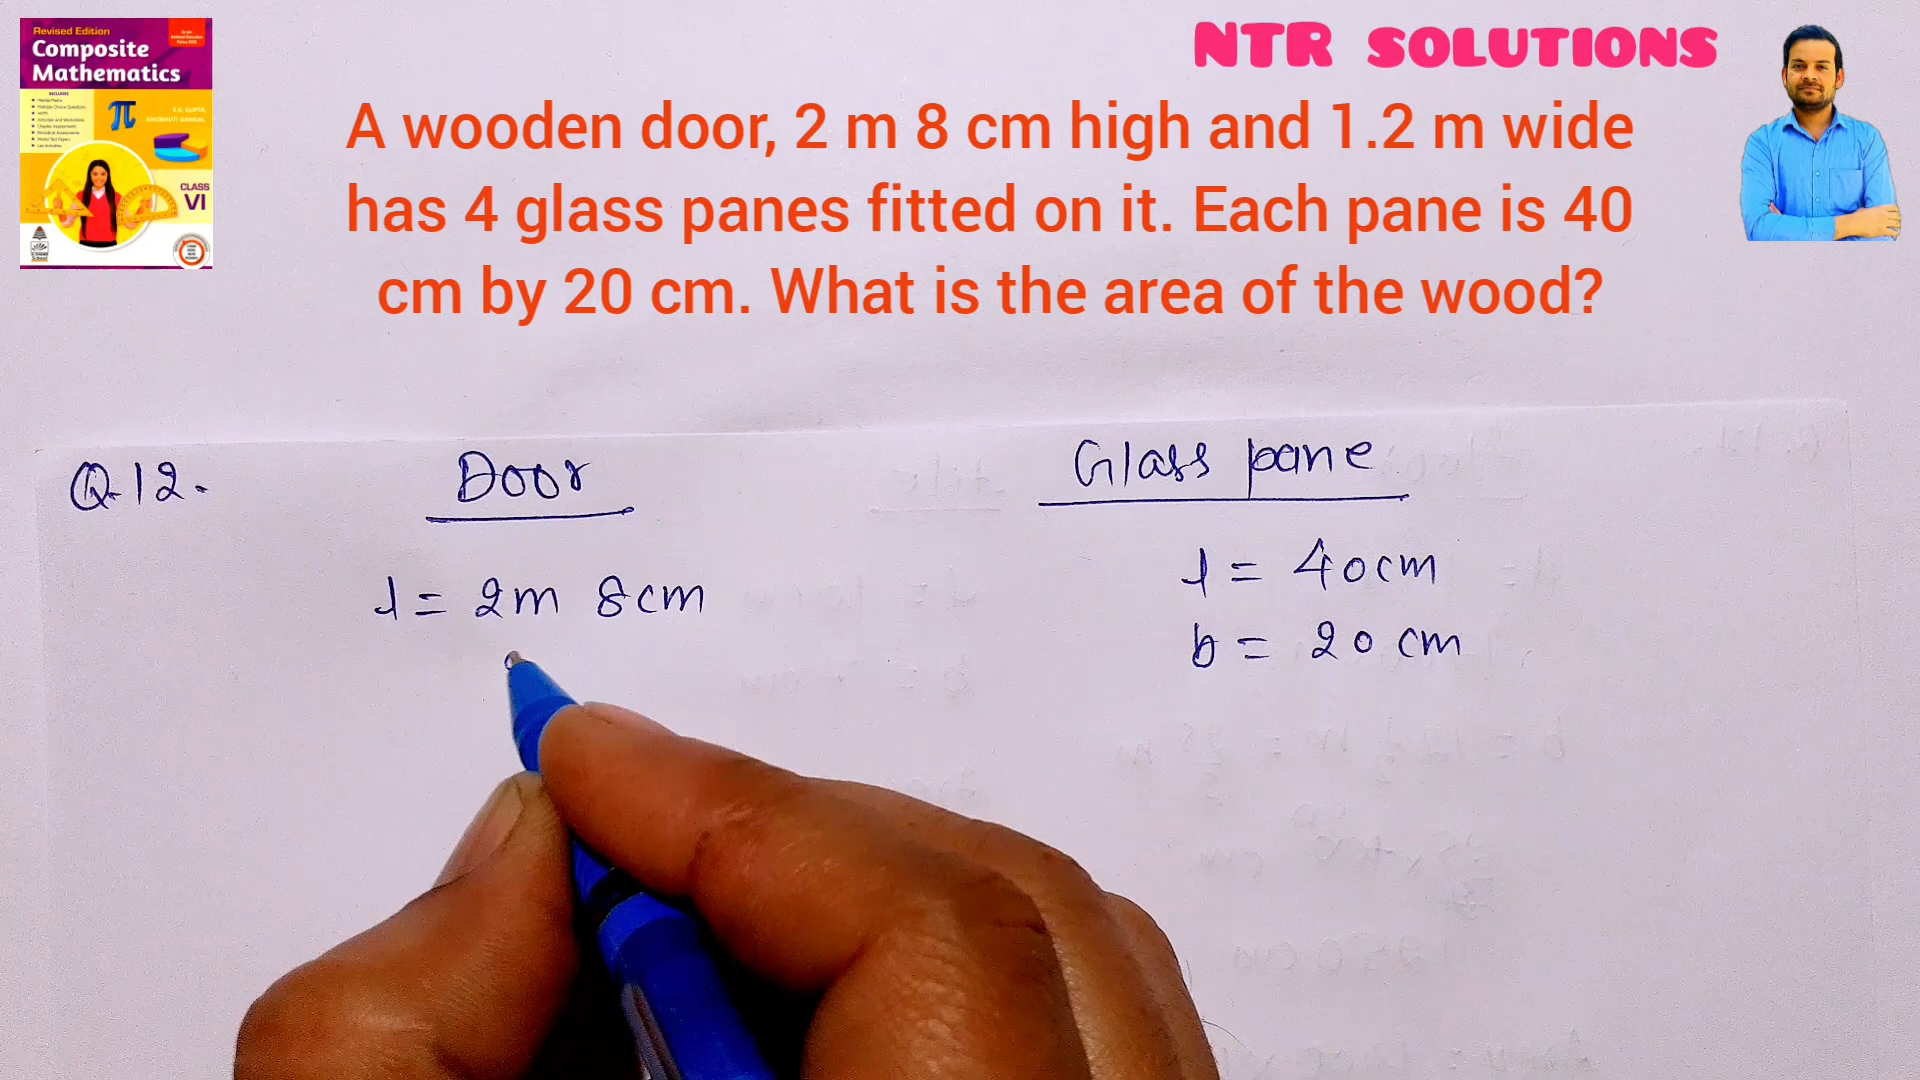 Revised Edition
Composite
Mathematics
INCLUDES
CLASS
VI
NTR SOLUTIONS
A wooden door, 2 m 8 cm high and 1.2 m wide
has 4 glass panes fitted on it. Each pane is 40
cm by 20 cm. What is the area of the wood?
Q.12.
Door
l = 2m 8cm
Glass pane
l = 40cm
b = 20 cm